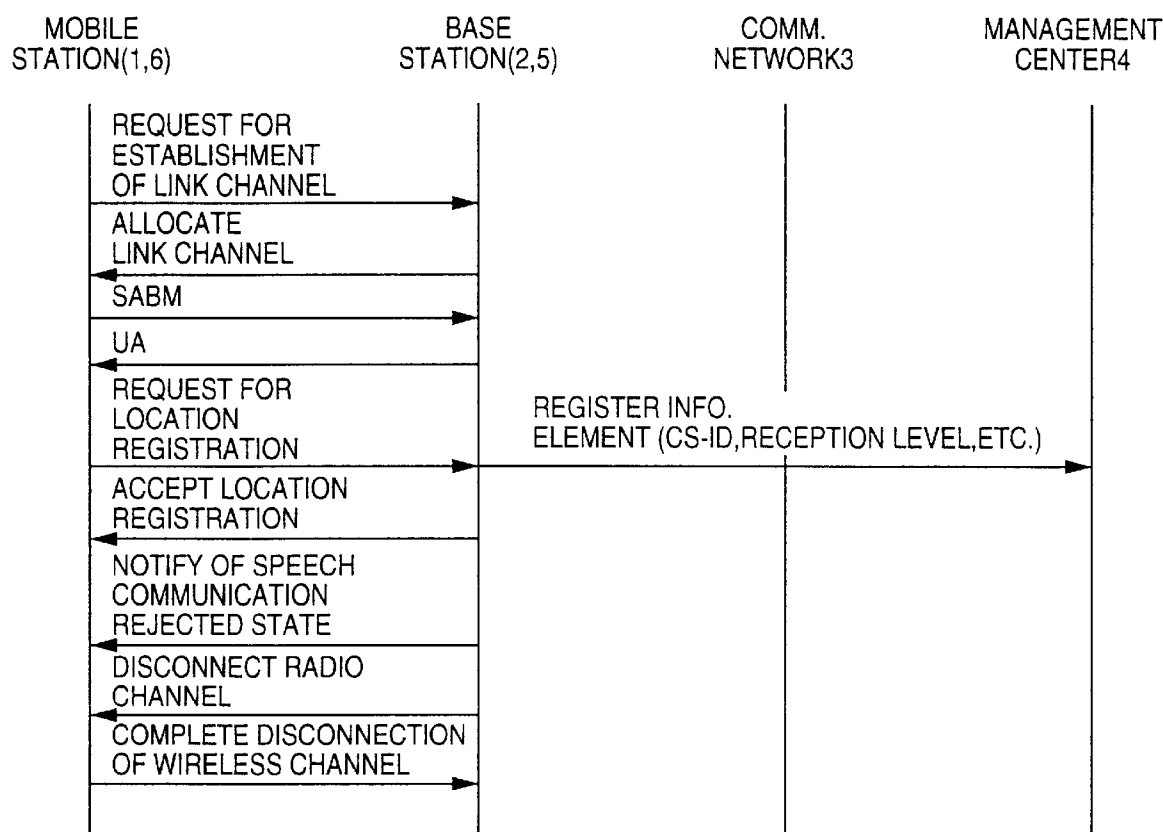 MOBILE
STATION(1,6)
BASE
STATION(2,5)
COMM.
NETWORK3
MANAGEMENT
CENTER4
REQUEST FOR
ESTABLISHMENT
OF LINK CHANNEL
ALLOCATE
LINK CHANNEL
SABM
UA
REQUEST FOR
LOCATION
REGISTRATION
REGISTER INFO.
ELEMENT (CS-ID,RECEPTION LEVEL,ETC.)
ACCEPT LOCATION
REGISTRATION
NOTIFY OF SPEECH
COMMUNICATION
REJECTED STATE
DISCONNECT RADIO
CHANNEL
COMPLETE DISCONNECTION
OF WIRELESS CHANNEL